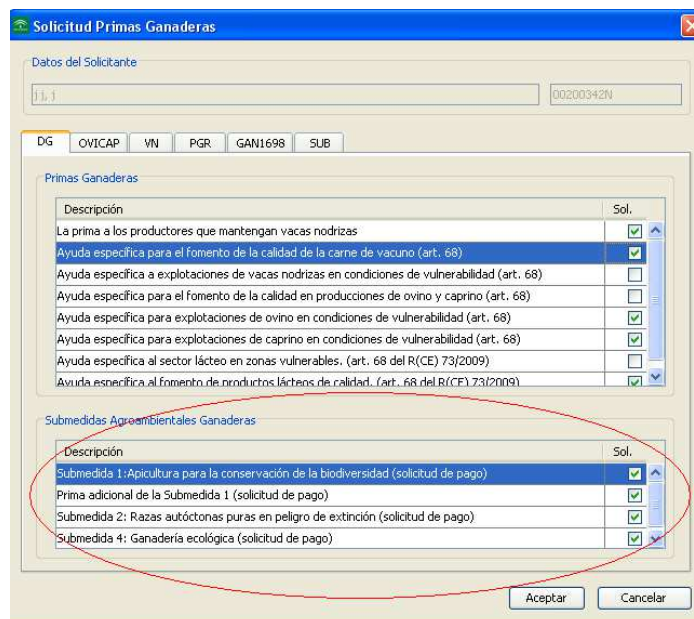 Solicitud Primas Ganaderas
Datos del Solicitante
jj, j 00200342N
DG OVICAP VN PGR GAN1698 SUB
Primas Ganaderas
Descripción Sol.
La prima a los productores que mantengan vacas nodrizas
Ayuda específica para el fomento de la calidad de la carne de vacuno (art. 68)
Ayuda específica a explotaciones de vacas nodrizas en condiciones de vulnerabilidad (art. 68)
Ayuda específica para el fomento de la calidad en producciones de ovino y caprino (art. 68)
Ayuda específica para explotaciones de ovino en condiciones de vulnerabilidad (art. 68)
Ayuda específica para explotaciones de caprino en condiciones de vulnerabilidad (art. 68)
Ayuda específica al sector lácteo en zonas vulnerables. (art. 68 del R(CE) 73/2009)
Ayuda específica al fomento de productos lácteos de calidad. (art. 68 del R(CE) 73/2009)
Submedidas Agroambientales Ganaderas
Descripción Sol.
Submedida 1:Apicultura para la conservación de la biodiversidad (solicitud de pago)
Prima adicional de la Submedida 1 (solicitud de pago)
Submedida 2: Razas autóctonas puras en peligro de extinción (solicitud de pago)
Submedida 4: Ganadería ecológica (solicitud de pago)
Aceptar Cancelar